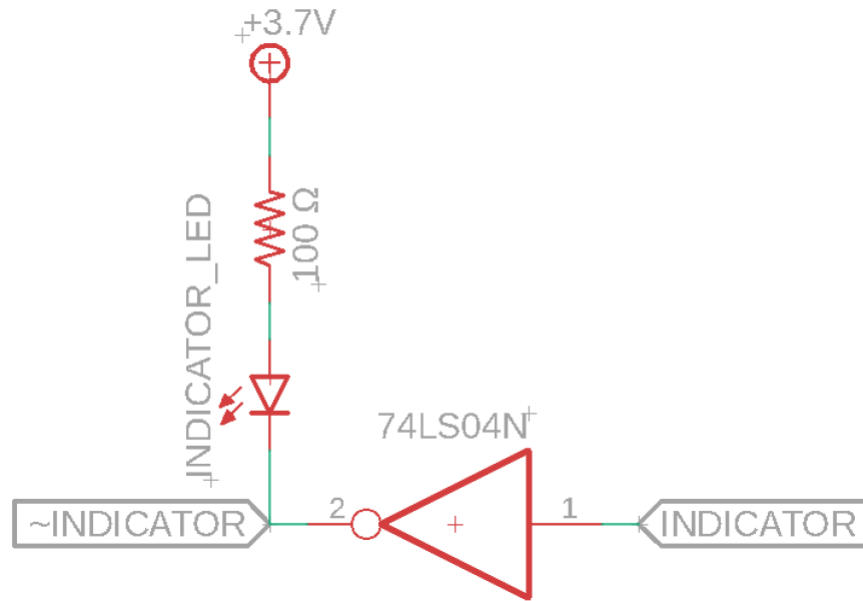 +3.7V
100 Ω
INDICATOR_LED
74LS04N
~INDICATOR
2
1
INDICATOR